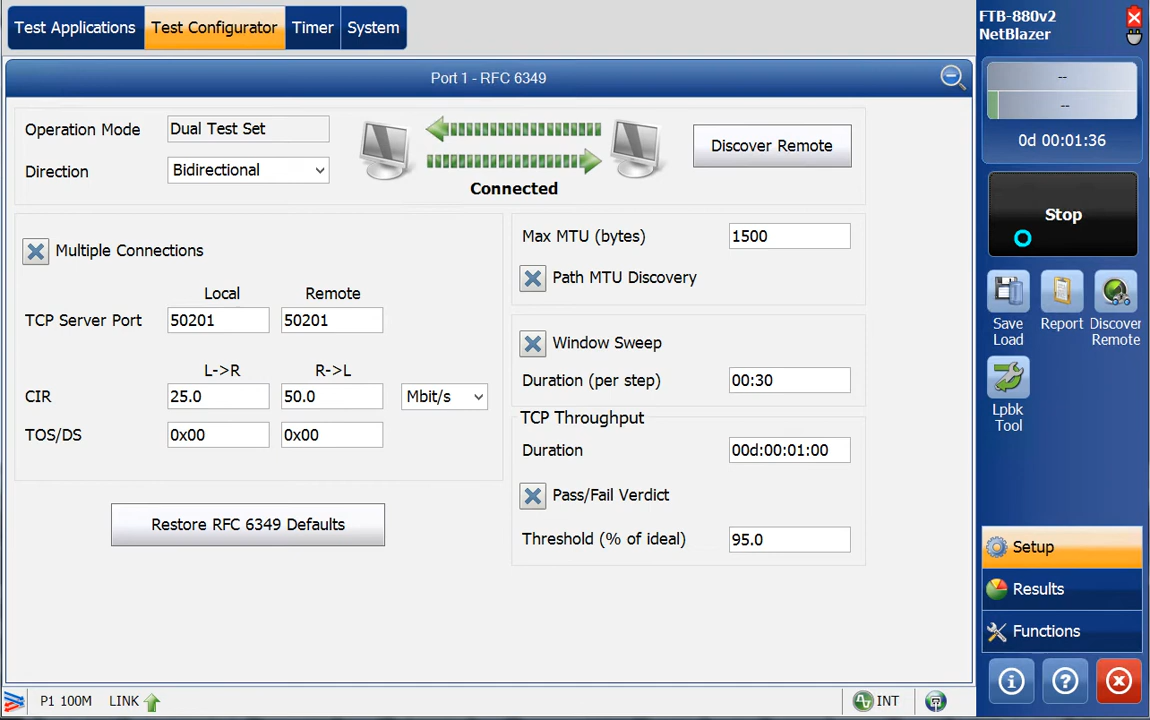 Test Applications
Test Configurator
Timer
System
FTB-880v2
NetBlazer
Port 1 - RFC 6349
--
--
0d 00:01:36
Stop
Save
Load
Report
Discover
Remote
Lpbk
Tool
Operation Mode
Dual Test Set
Direction
Bidirectional
Connected
Discover Remote
Multiple Connections
Local
Remote
TCP Server Port
50201
50201
L->R
R->L
CIR
25.0
50.0
Mbit/s
TOS/DS
0x00
0x00
Restore RFC 6349 Defaults
Max MTU (bytes)
1500
Path MTU Discovery
Window Sweep
Duration (per step)
00:30
TCP Throughput
Duration
00d:00:01:00
Pass/Fail Verdict
Threshold (% of ideal)
95.0
Setup
Results
Functions
P1 100M
LINK
INT